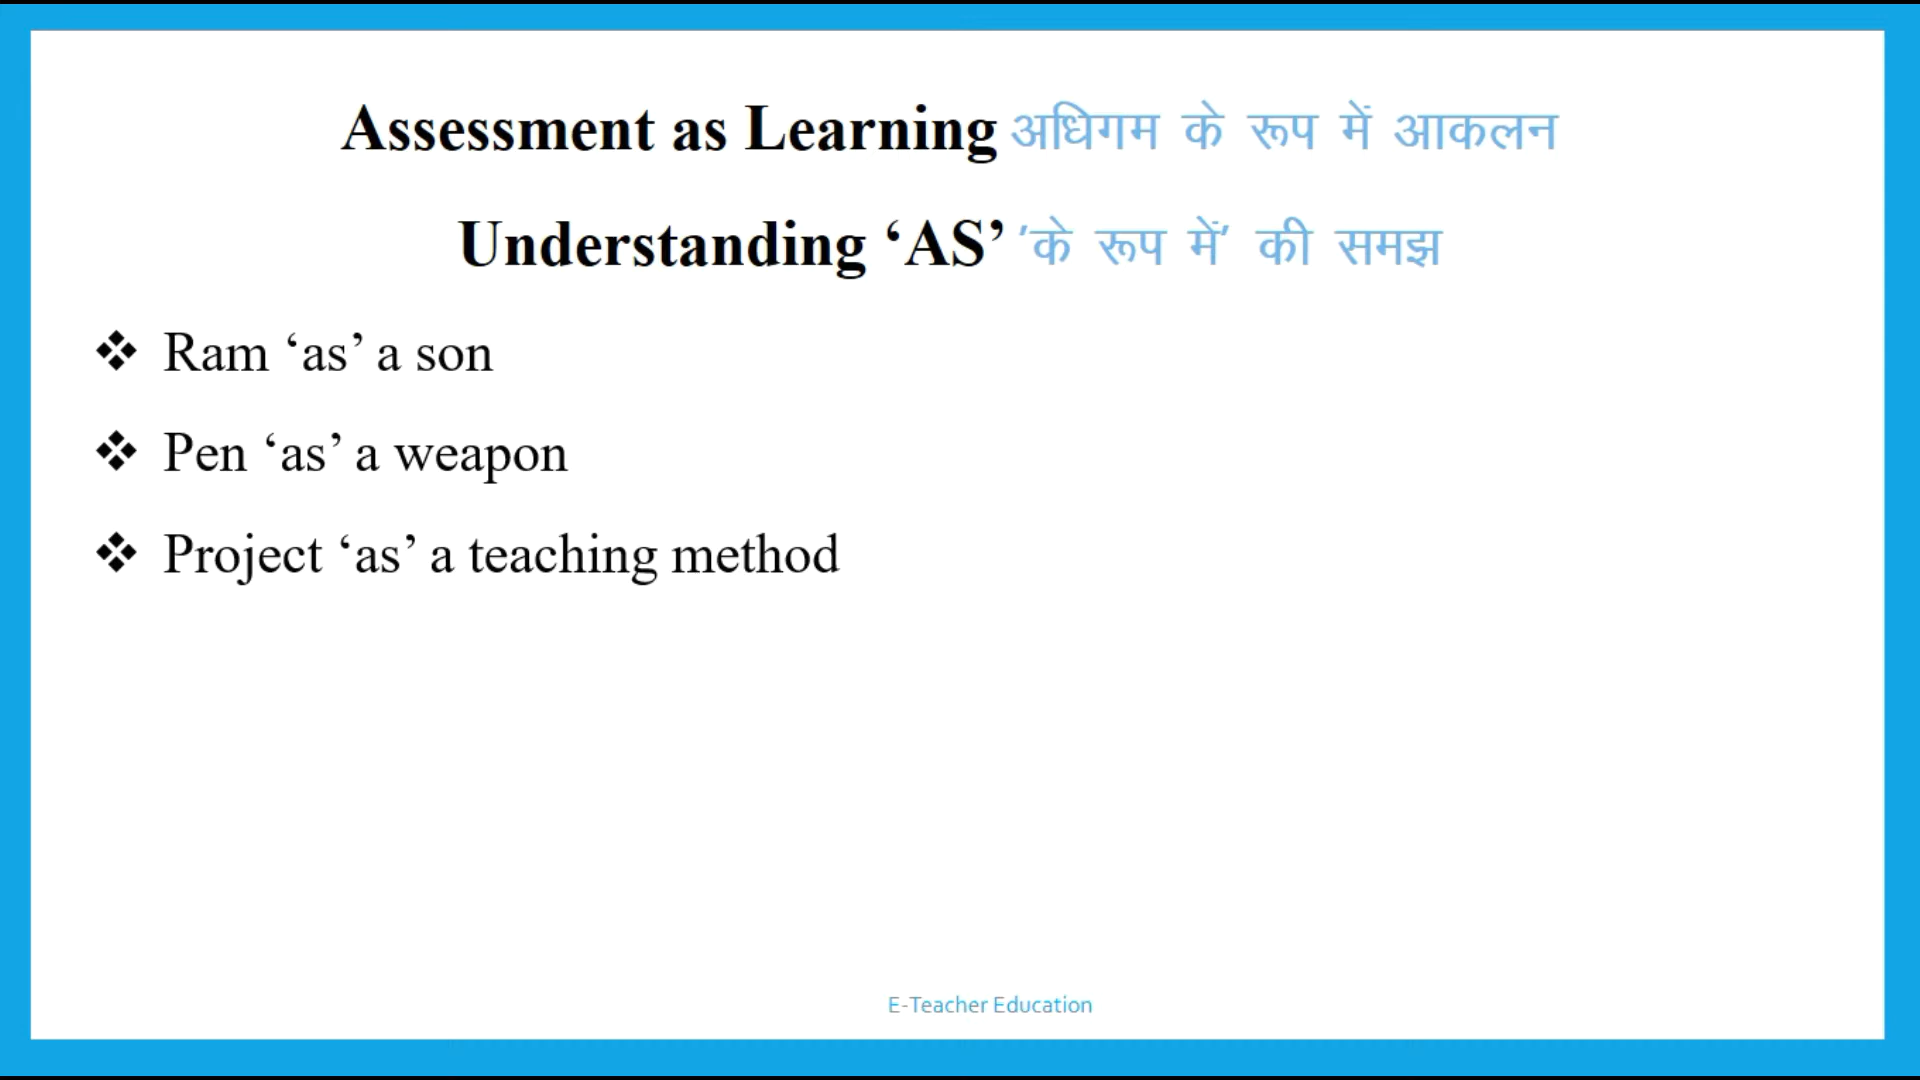 Assessment as Learning अधिगम के रूप में आकलन
Understanding ‘AS’ ’के रूप में’ की समझ
❖ Ram ‘as’ a son
❖ Pen ‘as’ a weapon
❖ Project ‘as’ a teaching method
E-Teacher Education